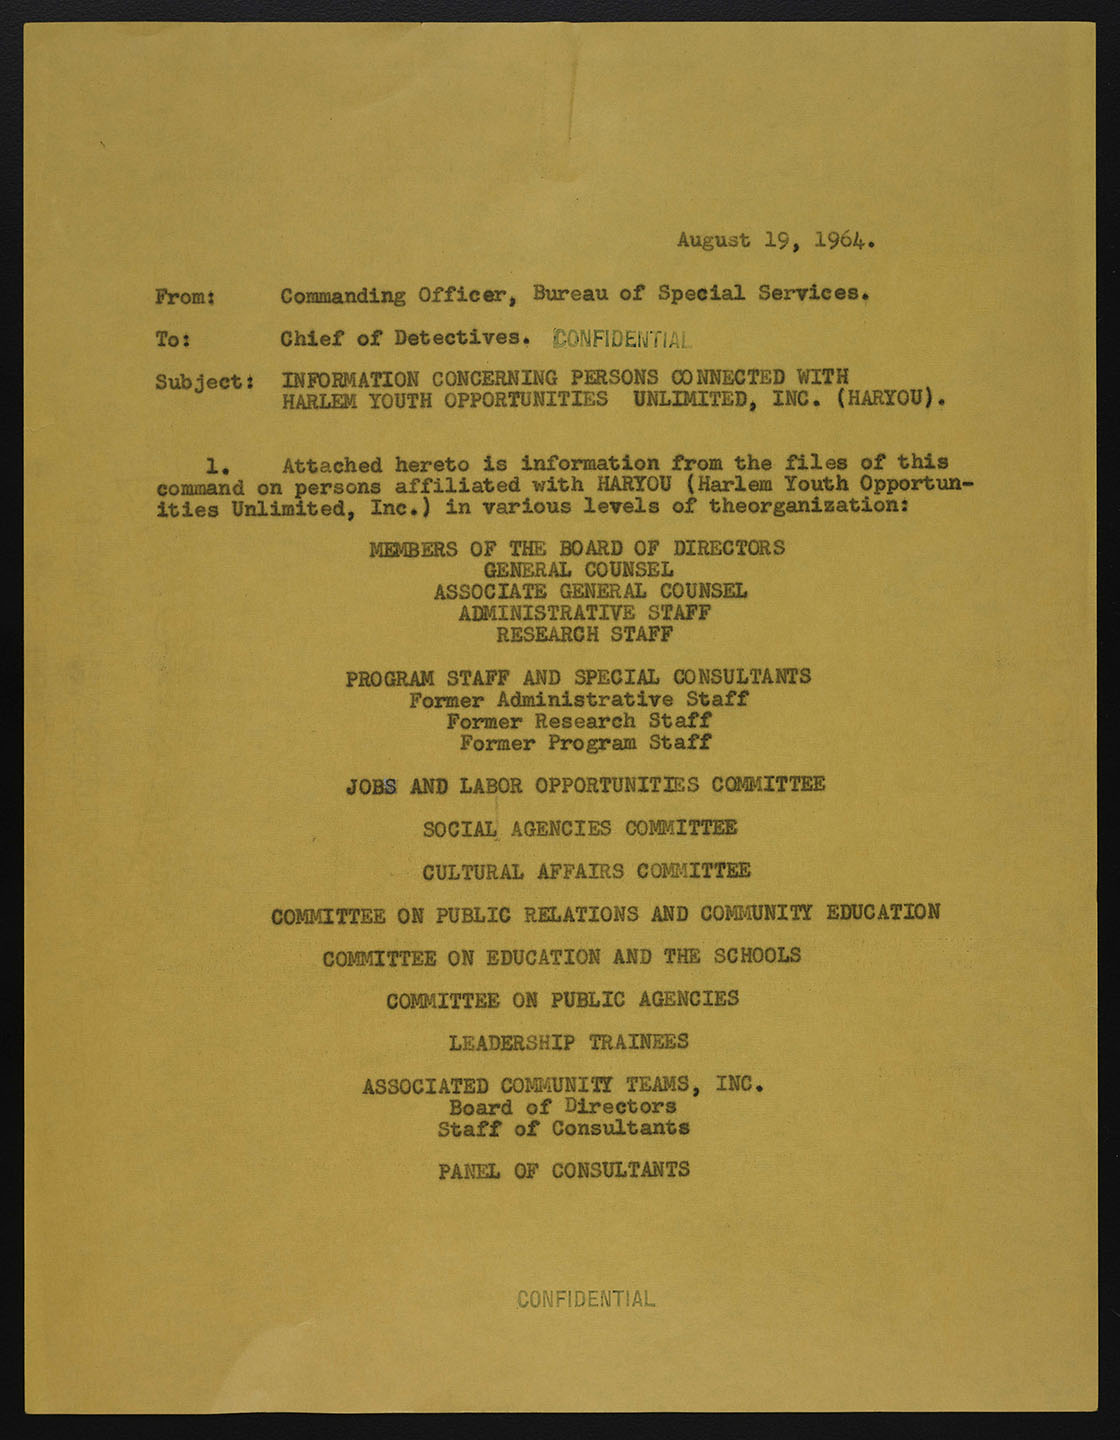 August 19, 1964.
From: Commanding Officer, Bureau of Special Services.
To: Chief of Detectives. CONFIDENTIAL
Subject: INFORMATION CONCERNING PERSONS CONNECTED WITH
HARLEM YOUTH OPPORTUNITIES UNLIMITED, INC. (HARYOU).
1. Attached hereto is information from the files of this
command on persons affiliated with HARYOU (Harlem Youth Opportun-
ities Unlimited, Inc.) in various levels of theorganization:
MEMBERS OF THE BOARD OF DIRECTORS
GENERAL COUNSEL
ASSOCIATE GENERAL COUNSEL
ADMINISTRATIVE STAFF
RESEARCH STAFF
PROGRAM STAFF AND SPECIAL CONSULTANTS
Former Administrative Staff
Former Research Staff
Former Program Staff
JOBS AND LABOR OPPORTUNITIES COMMITTEE
SOCIAL AGENCIES COMMITTEE
CULTURAL AFFAIRS COMMITTEE
COMMITTEE ON PUBLIC RELATIONS AND COMMUNITY EDUCATION
COMMITTEE ON EDUCATION AND THE SCHOOLS
COMMITTEE ON PUBLIC AGENCIES
LEADERSHIP TRAINEES
ASSOCIATED COMMUNITY TEAMS, INC.
Board of Directors
Staff of Consultants
PANEL OF CONSULTANTS
CONFIDENTIAL